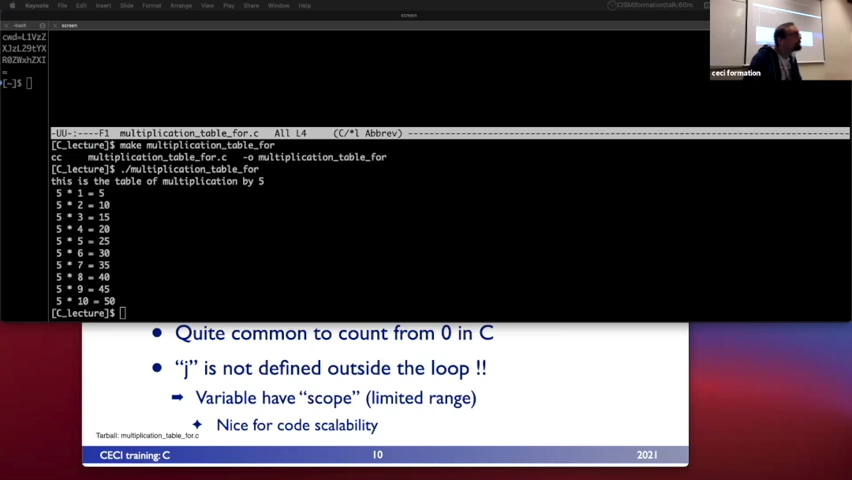 Keynote File Edit Insert Slide Format Arrange View Play Share Window Help
screen
-bash
screen
cwd=L1VzZ
XJzL29tYX
R0ZWxhZXI
=
[~]$
ceci formation
-UU-:----F1 multiplication_table_for.c All L4 (C/*l Abbrev)
[C_lecture]$ make multiplication_table_for
cc multiplication_table_for.c -o multiplication_table_for
[C_lecture]$ ./multiplication_table_for
this is the table of multiplication by 5
5 * 1 = 5
5 * 2 = 10
5 * 3 = 15
5 * 4 = 20
5 * 5 = 25
5 * 6 = 30
5 * 7 = 35
5 * 8 = 40
5 * 9 = 45
5 * 10 = 50
[C_lecture]$
• Quite common to count from 0 in C
• “j” is not defined outside the loop !!
➡ Variable have “scope” (limited range)
✦ Nice for code scalability
Tarball: multiplication_table_for.c
CECI training: C 10 2021